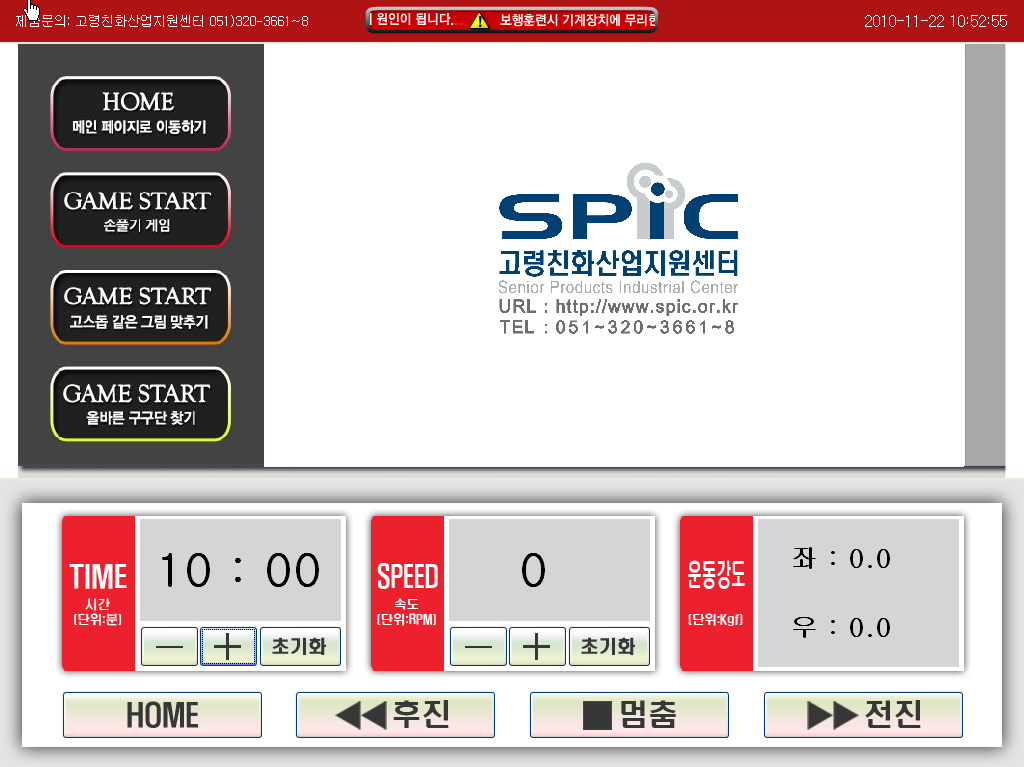 제품문의: 고령친화산업지원센터 051)320-3661~8
원인이 됩니다... 보행훈련시 기계장치에 무리한
2010-11-22 10:52:55
HOME
메인 페이지로 이동하기
GAME START
손풀기 게임
GAME START
고스톱 같은 그림 맞추기
GAME START
올바른 구구단 찾기
SPiC
고령친화산업지원센터
Senior Products Industrial Center
URL : http://www.spic.or.kr
TEL : 051~320~3661~8
TIME
시간
(단위:분)
10 : 00
— + 초기화
SPEED
속도
(단위:RPM)
0
— + 초기화
운동강도
(단위:Kgf)
좌 : 0.0
우 : 0.0
HOME
◀◀후진
■멈춤
▶▶전진